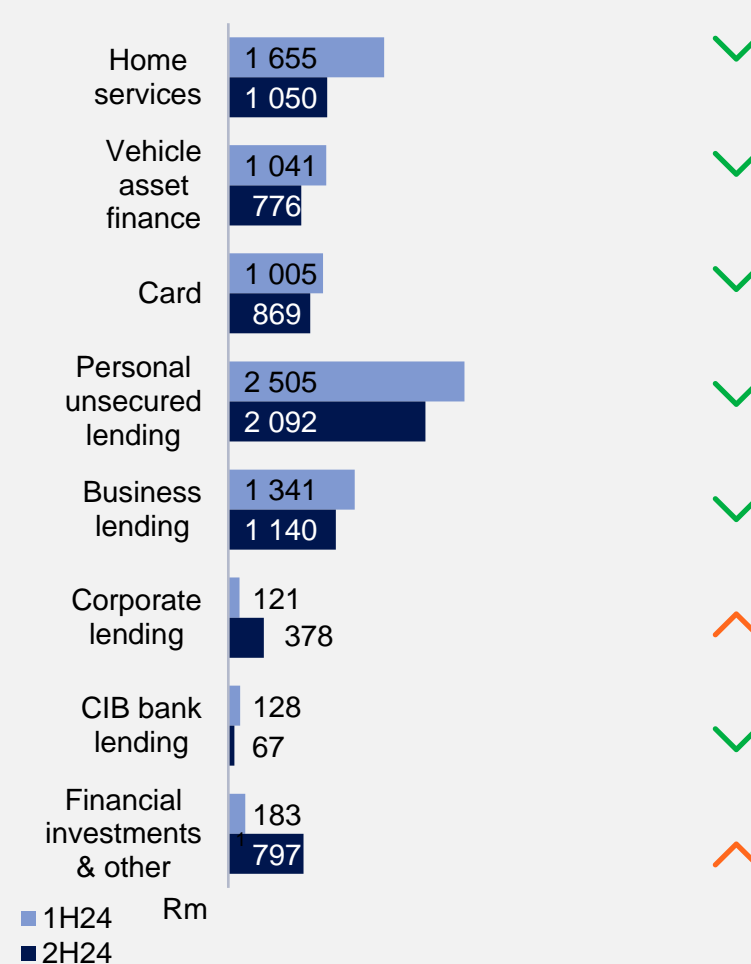 Home
services
1 655
1 050
Vehicle
asset
finance
1 041
776
Card
1 005
869
Personal
unsecured
lending
2 505
2 092
Business
lending
1 341
1 140
Corporate
lending
121
378
CIB bank
lending
128
67
Financial
investments
& other
183
1
797
Rm
1H24
2H24